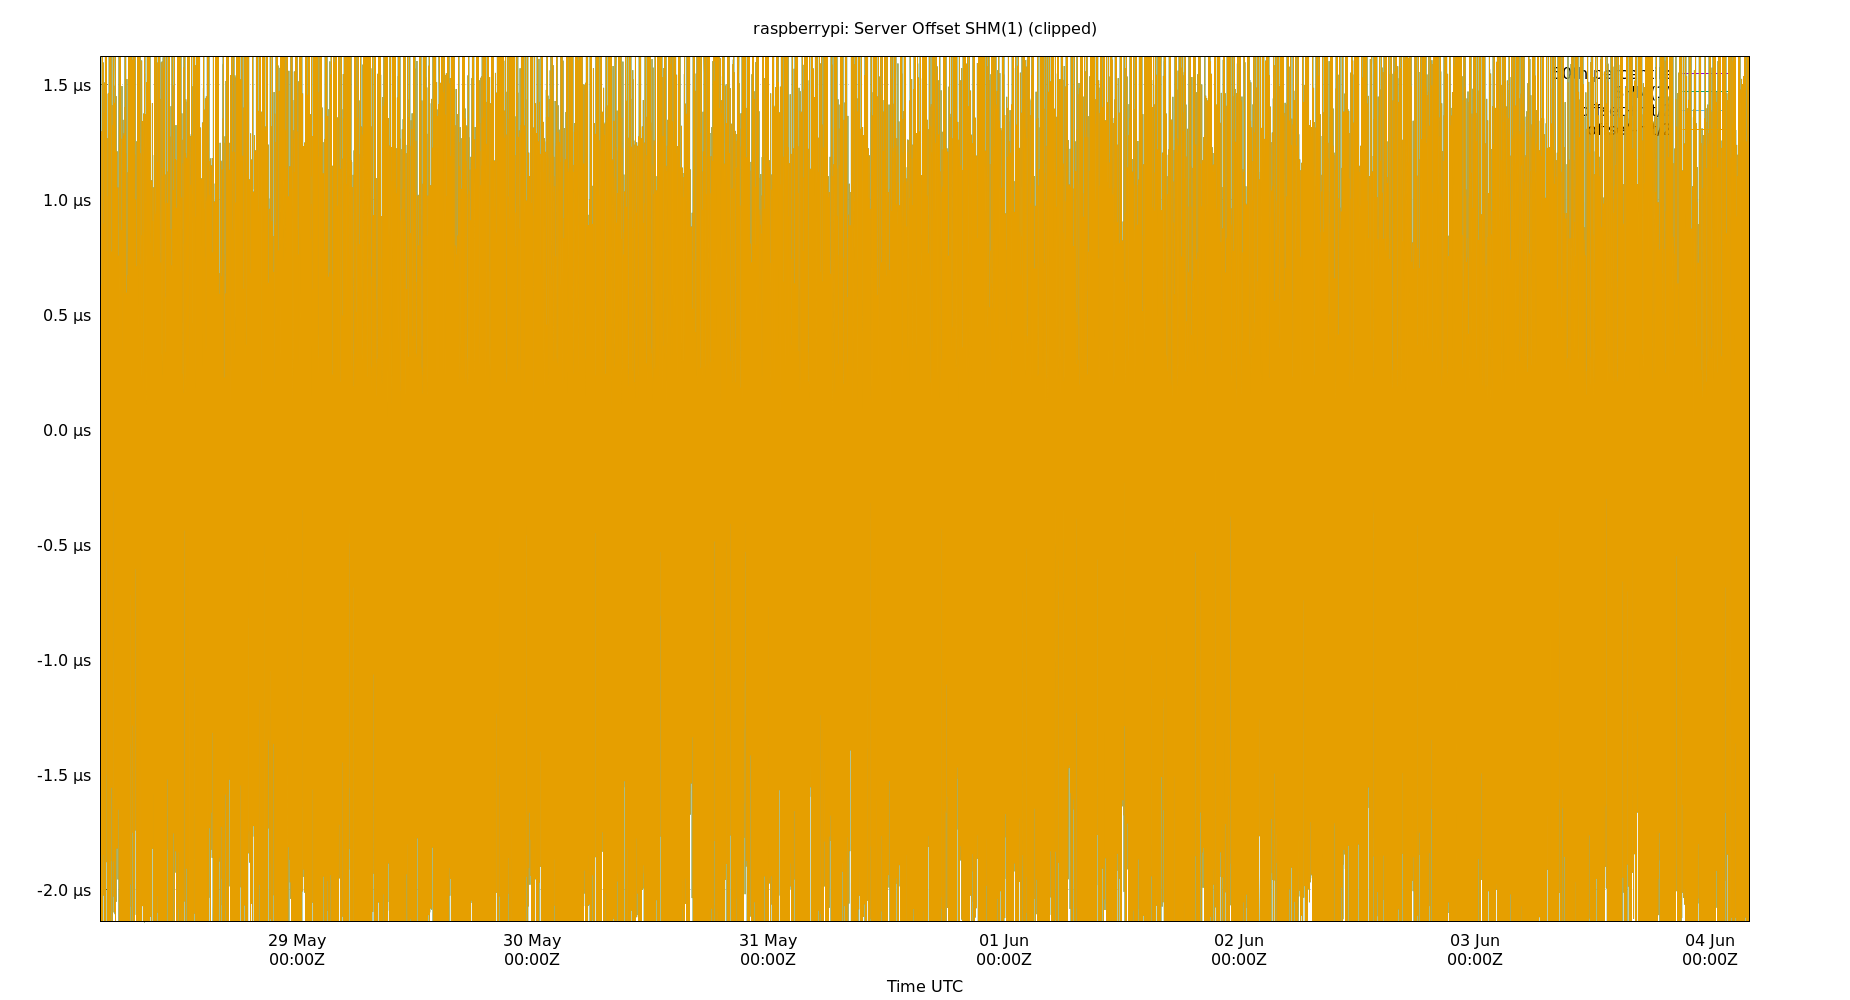 raspberrypi: Server Offset SHM(1) (clipped)
1.5 µs
1.0 µs
0.5 µs
0.0 µs
-0.5 µs
-1.0 µs
-1.5 µs
-2.0 µs
29 May 30 May 31 May 01 Jun 02 Jun 03 Jun 04 Jun
00:00Z 00:00Z 00:00Z 00:00Z 00:00Z 00:00Z 00:00Z
Time UTC